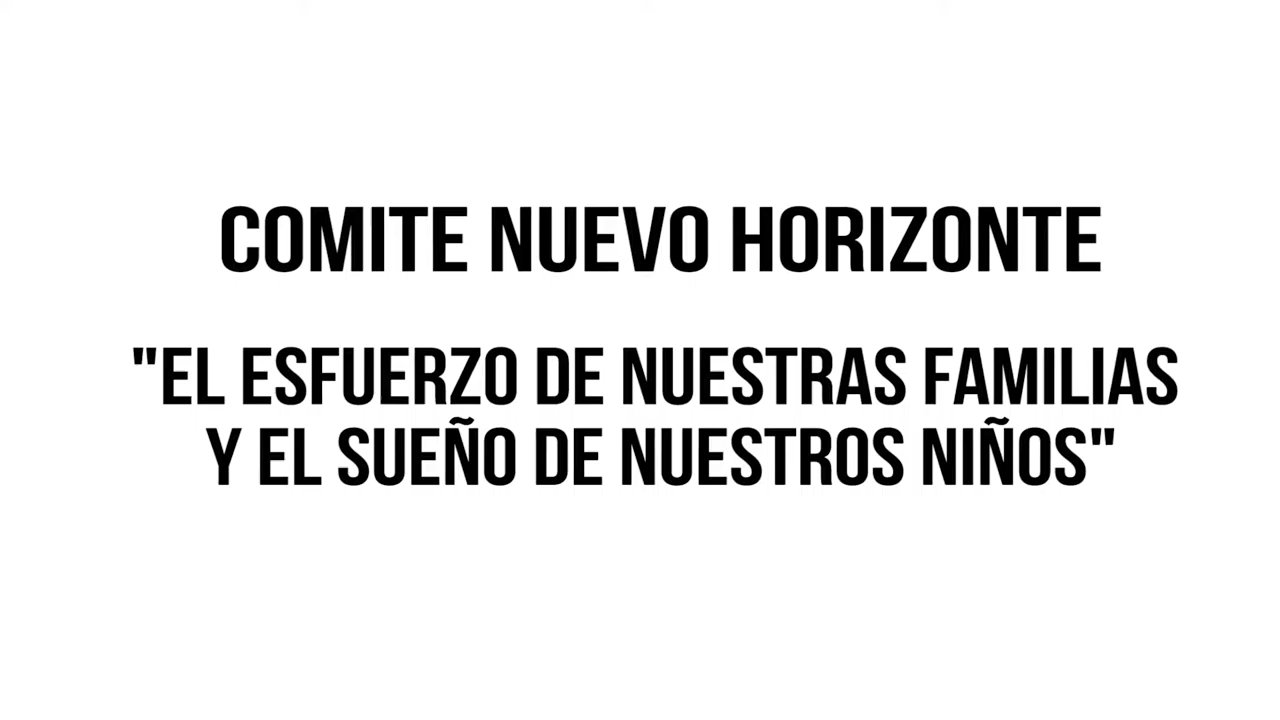 COMITE NUEVO HORIZONTE
"EL ESFUERZO DE NUESTRAS FAMILIAS
Y EL SUEÑO DE NUESTROS NIÑOS"